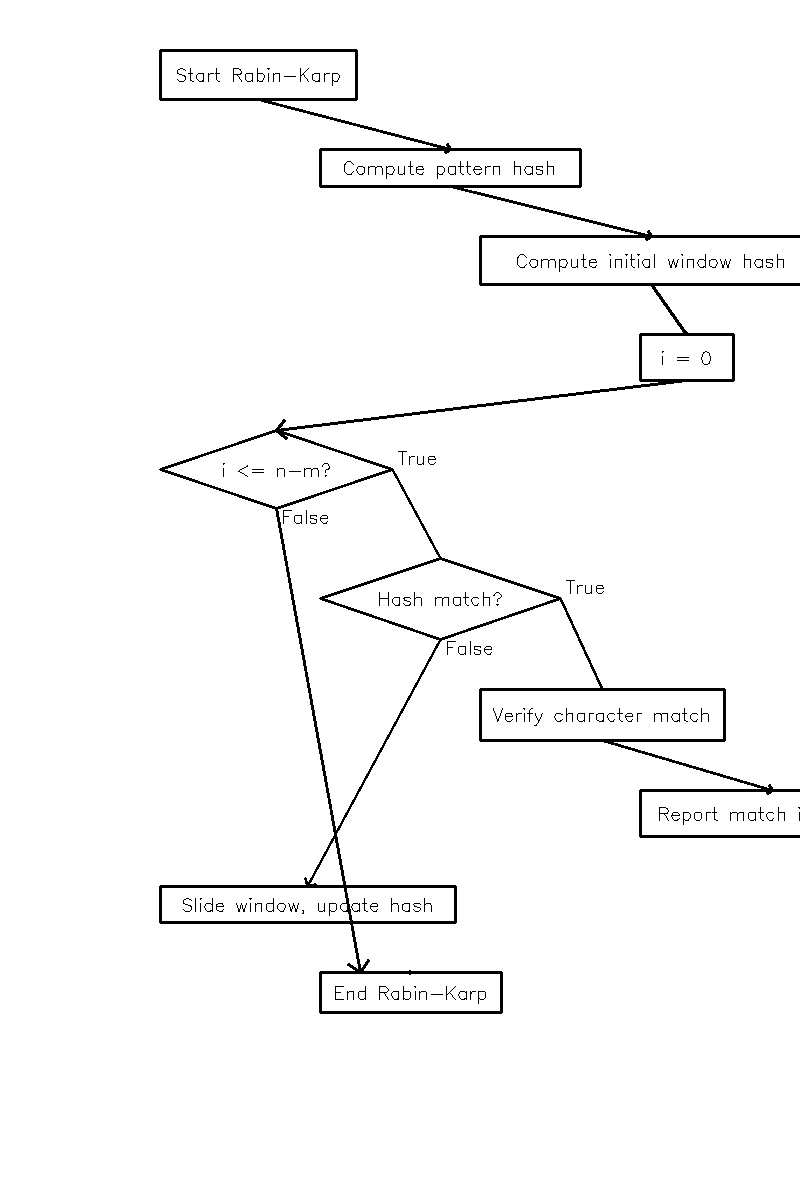 Start Rabin-Karp
Compute pattern hash
Compute initial window hash
i = 0
i <= n-m?
True
False
Hash match?
True
False
Verify character match
Report match i
Slide window, update hash
End Rabin-Karp